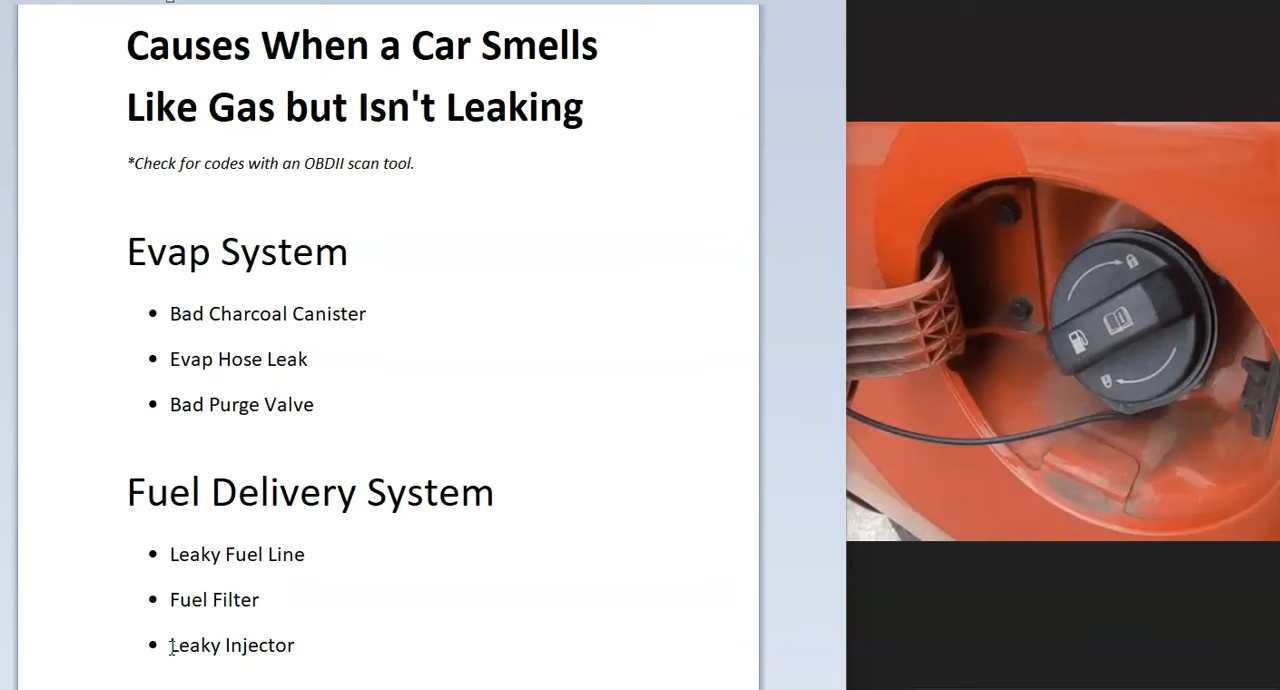 Causes When a Car Smells
Like Gas but Isn't Leaking
*Check for codes with an OBDII scan tool.
Evap System
• Bad Charcoal Canister
• Evap Hose Leak
• Bad Purge Valve
Fuel Delivery System
• Leaky Fuel Line
• Fuel Filter
• Leaky Injector